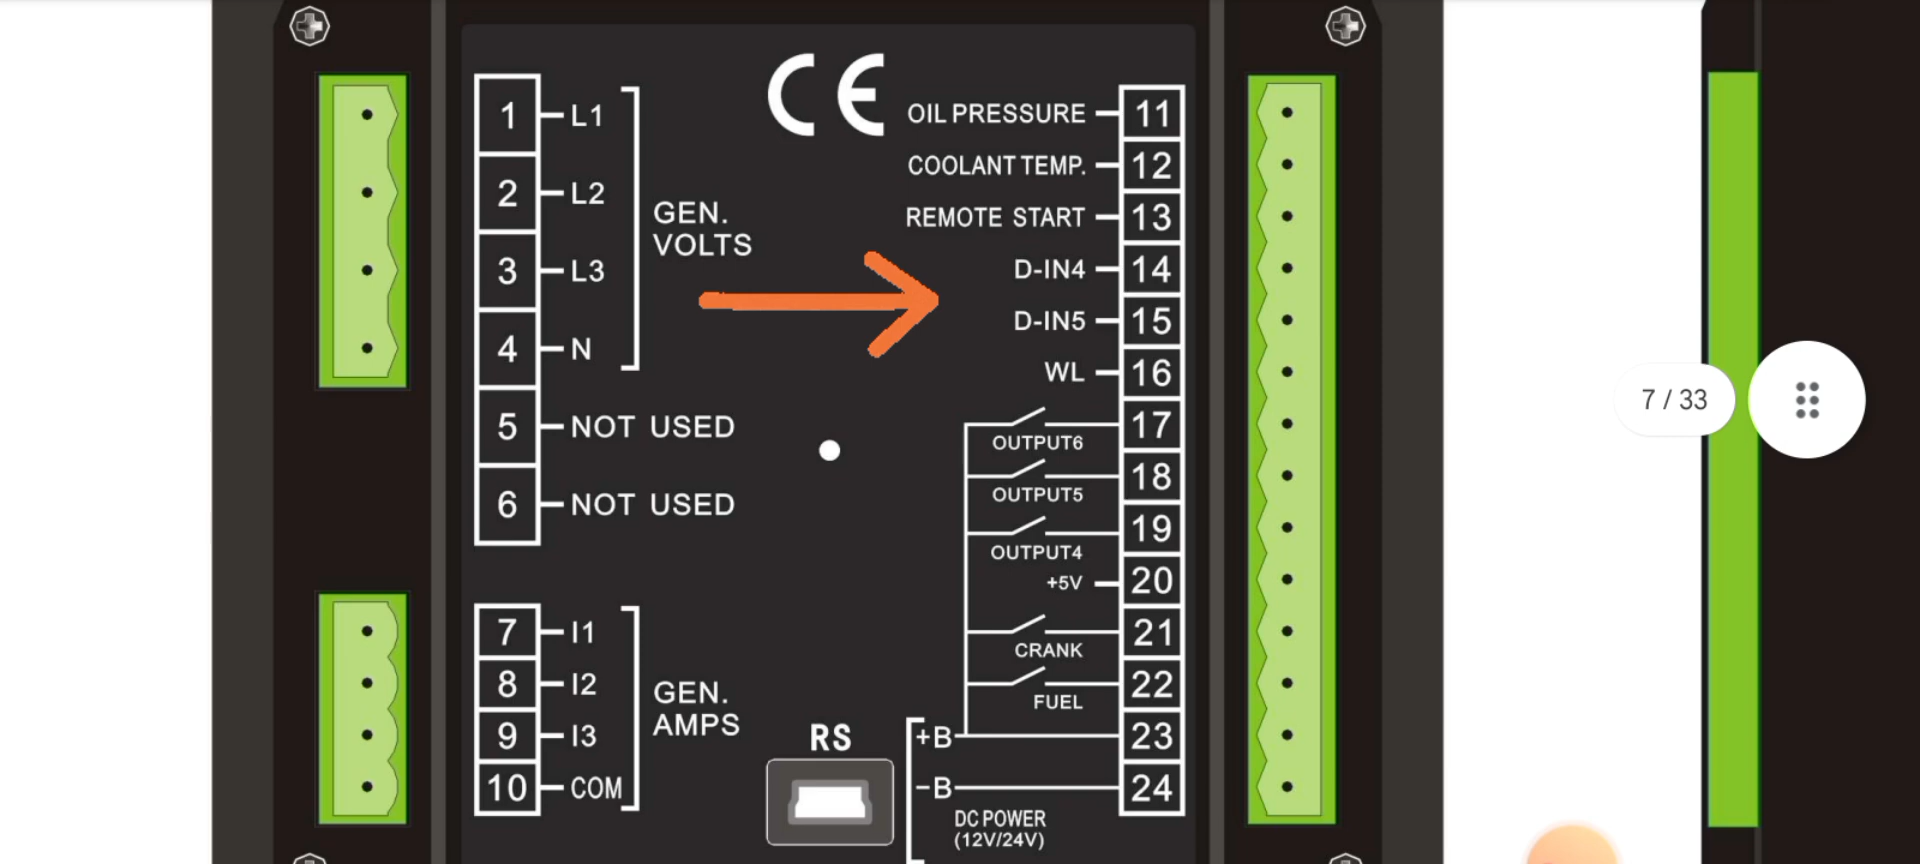 CE
1 L1
2 L2
3 L3
4 N
GEN.
VOLTS
5 NOT USED
6 NOT USED
7 I1
8 I2
9 I3
10 COM
GEN.
AMPS
RS
OIL PRESSURE 11
COOLANT TEMP. 12
REMOTE START 13
D-IN4 14
D-IN5 15
WL 16
17
OUTPUT6
18
OUTPUT5
19
OUTPUT4
+5V 20
21
CRANK
22
FUEL
+B 23
-B 24
DC POWER
(12V/24V)
7 / 33